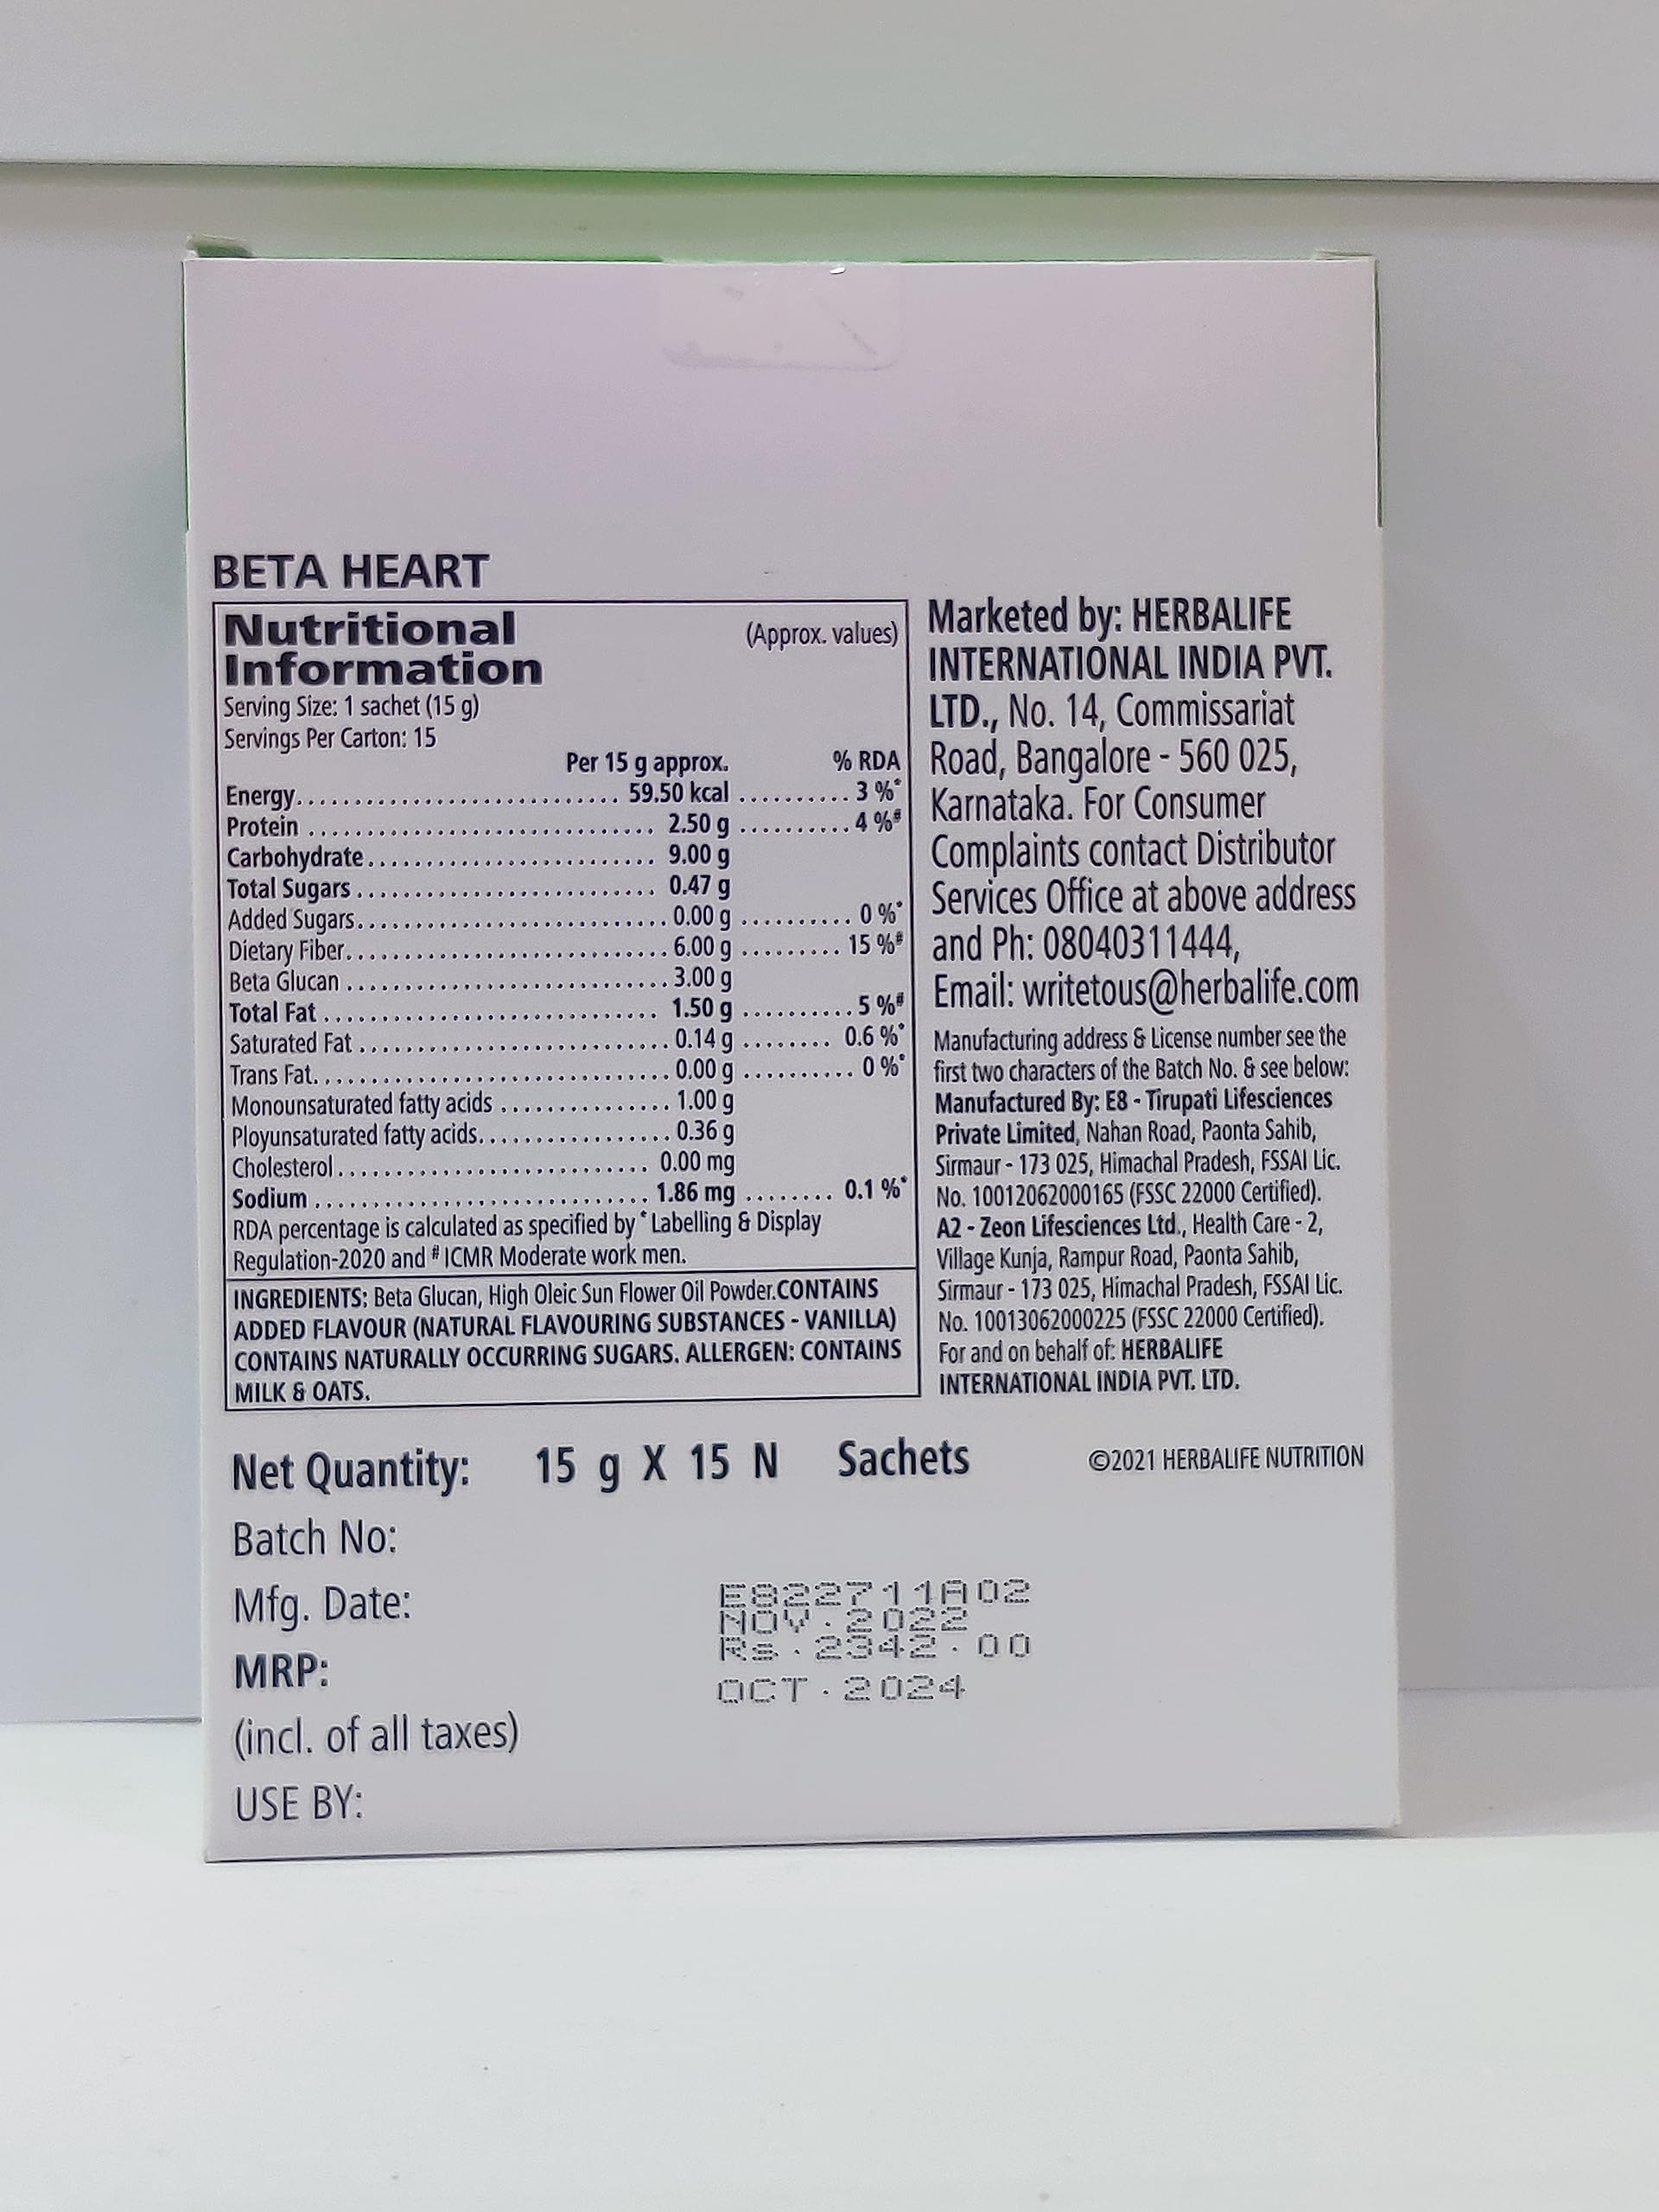 BETA HEART
Nutritional
Information
(Approx. values)
Serving Size: 1 sachet (15 g)
Servings Per Carton: 15
Per 15 g approx. % RDA
Energy.............................. 59.50 kcal .......... 3 %*
Protein ................................ 2.50 g .......... 4 %#
Carbohydrate.......................... 9.00 g
Total Sugars ........................... 0.47 g
Added Sugars............................ 0.00 g .......... 0 %*
Dietary Fiber............................. 6.00 g ......... 15 %#
Beta Glucan ............................. 3.00 g
Total Fat ............................... 1.50 g .......... 5 %#
Saturated Fat ............................ 0.14 g ........ 0.6 %*
Trans Fat................................ 0.00 g .......... 0 %*
Monounsaturated fatty acids ............... 1.00 g
Ployunsaturated fatty acids................. 0.36 g
Cholesterol............................ 0.00 mg
Sodium .............................. 1.86 mg ........ 0.1 %*
RDA percentage is calculated as specified by * Labelling & Display
Regulation-2020 and # ICMR Moderate work men.
INGREDIENTS: Beta Glucan, High Oleic Sun Flower Oil Powder.CONTAINS
ADDED FLAVOUR (NATURAL FLAVOURING SUBSTANCES - VANILLA)
CONTAINS NATURALLY OCCURRING SUGARS. ALLERGEN: CONTAINS
MILK & OATS.
Marketed by: HERBALIFE
INTERNATIONAL INDIA PVT.
LTD., No. 14, Commissariat
Road, Bangalore - 560 025,
Karnataka. For Consumer
Complaints contact Distributor
Services Office at above address
and Ph: 08040311444,
Email: writetous@herbalife.com
Manufacturing address & License number see the
first two characters of the Batch No. & see below:
Manufactured By: E8 - Tirupati Lifesciences
Private Limited, Nahan Road, Paonta Sahib,
Sirmaur - 173 025, Himachal Pradesh, FSSAI Lic.
No. 10012062000165 (FSSC 22000 Certified).
A2 - Zeon Lifesciences Ltd., Health Care - 2,
Village Kunja, Rampur Road, Paonta Sahib,
Sirmaur - 173 025, Himachal Pradesh, FSSAI Lic.
No. 10013062000225 (FSSC 22000 Certified).
For and on behalf of: HERBALIFE
INTERNATIONAL INDIA PVT. LTD.
Net Quantity: 15 g X 15 N Sachets
©2021 HERBALIFE NUTRITION
Batch No:
Mfg. Date:
MRP:
(incl. of all taxes)
USE BY:
E822711A02
NOV.2022
Rs.2342.00
OCT.2024